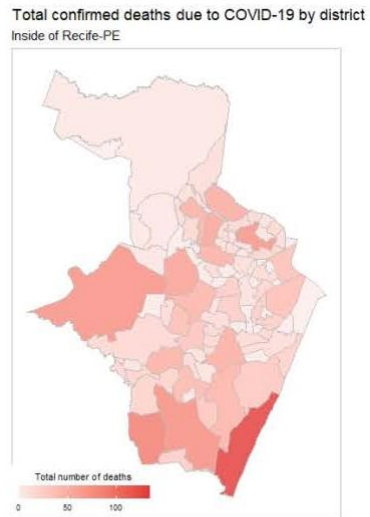 Total confirmed deaths due to COVID-19 by district
Inside of Recife-PE
Total number of deaths
0 50 100